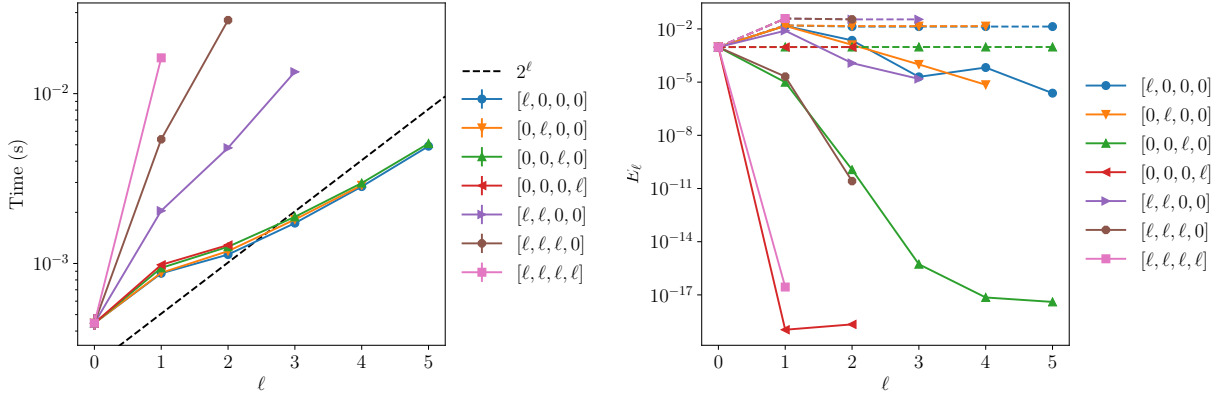 Time (s)
10⁻²
10⁻³
0 1 2 3 4 5
ℓ
2^ℓ
[ℓ, 0, 0, 0]
[0, ℓ, 0, 0]
[0, 0, ℓ, 0]
[0, 0, 0, ℓ]
[ℓ, ℓ, 0, 0]
[ℓ, ℓ, ℓ, 0]
[ℓ, ℓ, ℓ, ℓ]
E_ℓ
10⁻²
10⁻⁵
10⁻⁸
10⁻¹¹
10⁻¹⁴
10⁻¹⁷
0 1 2 3 4 5
ℓ
[ℓ, 0, 0, 0]
[0, ℓ, 0, 0]
[0, 0, ℓ, 0]
[0, 0, 0, ℓ]
[ℓ, ℓ, 0, 0]
[ℓ, ℓ, ℓ, 0]
[ℓ, ℓ, ℓ, ℓ]